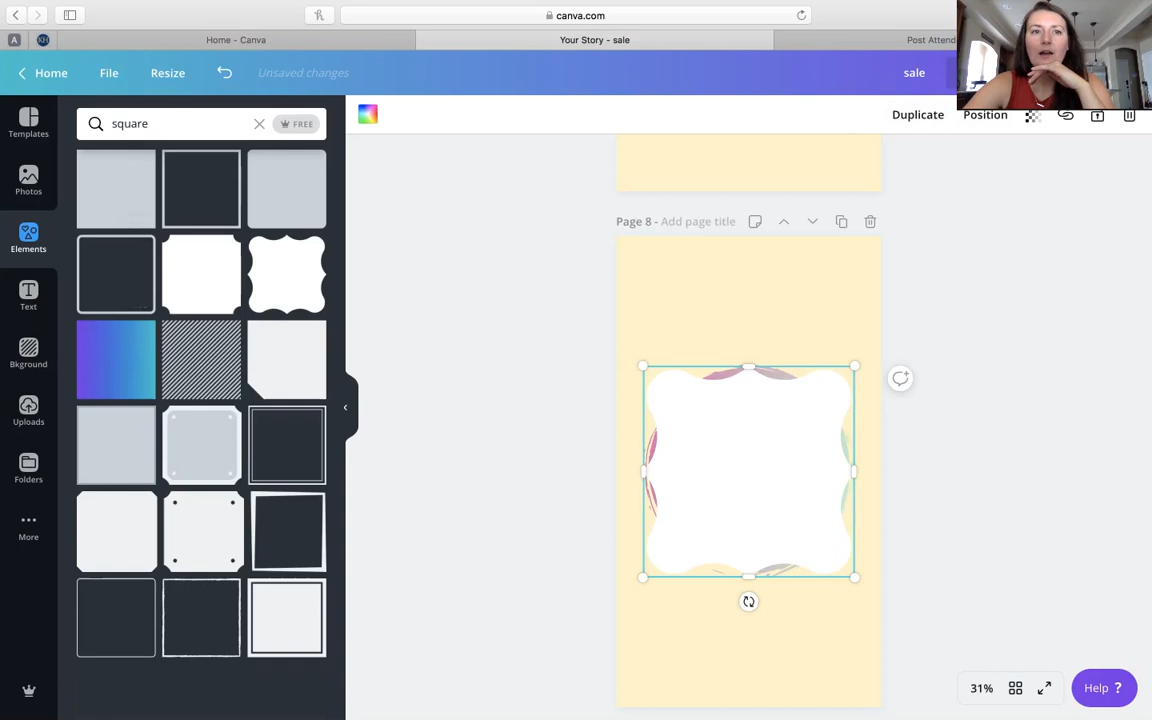 canva.com
A
KH
Home - Canva
Your Story - sale
Post Attend
Home
File
Resize
Unsaved changes
sale
Templates
Photos
Elements
Text
Bkground
Uploads
Folders
More
square
FREE
Duplicate
Position
Page 8 - Add page title
31%
Help ?